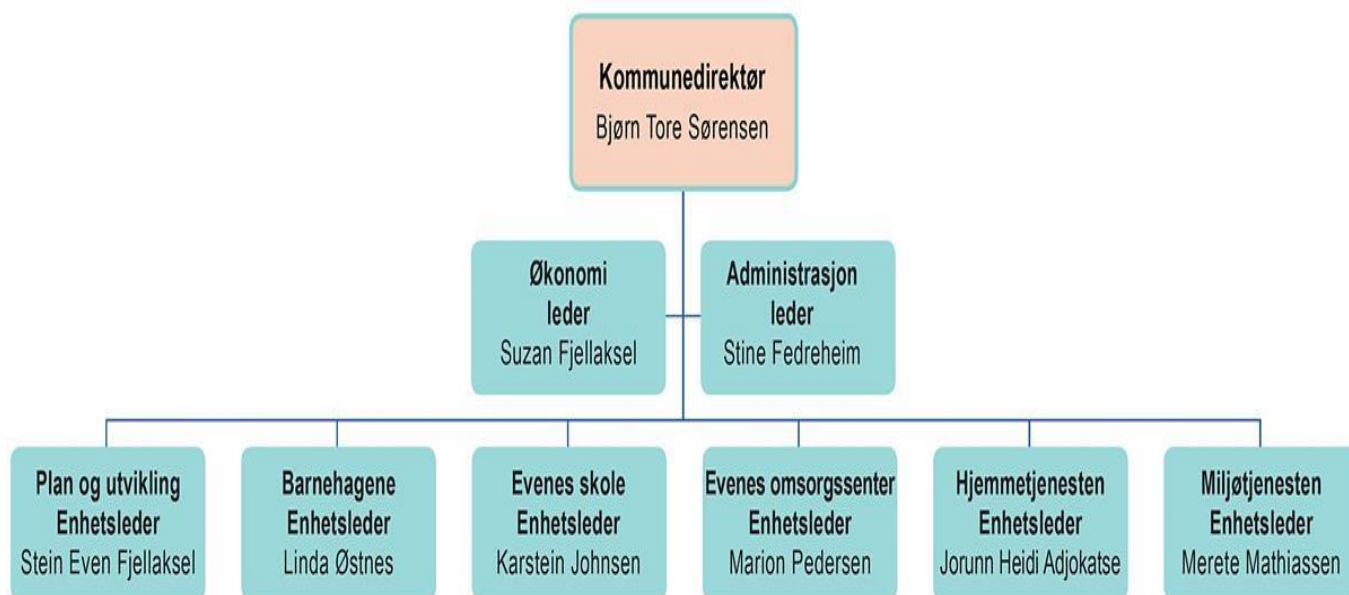 Kommunedirektør
Bjørn Tore Sørensen
Økonomi
leder
Suzan Fjellaksel
Administrasjon
leder
Stine Fedreheim
Plan og utvikling
Enhetsleder
Stein Even Fjellaksel
Barnehagene
Enhetsleder
Linda Østnes
Evenes skole
Enhetsleder
Karstein Johnsen
Evenes omsorgssenter
Enhetsleder
Marion Pedersen
Hjemmetjenesten
Enhetsleder
Jorunn Heidi Adjokatse
Miljøtjenesten
Enhetsleder
Merete Mathiassen